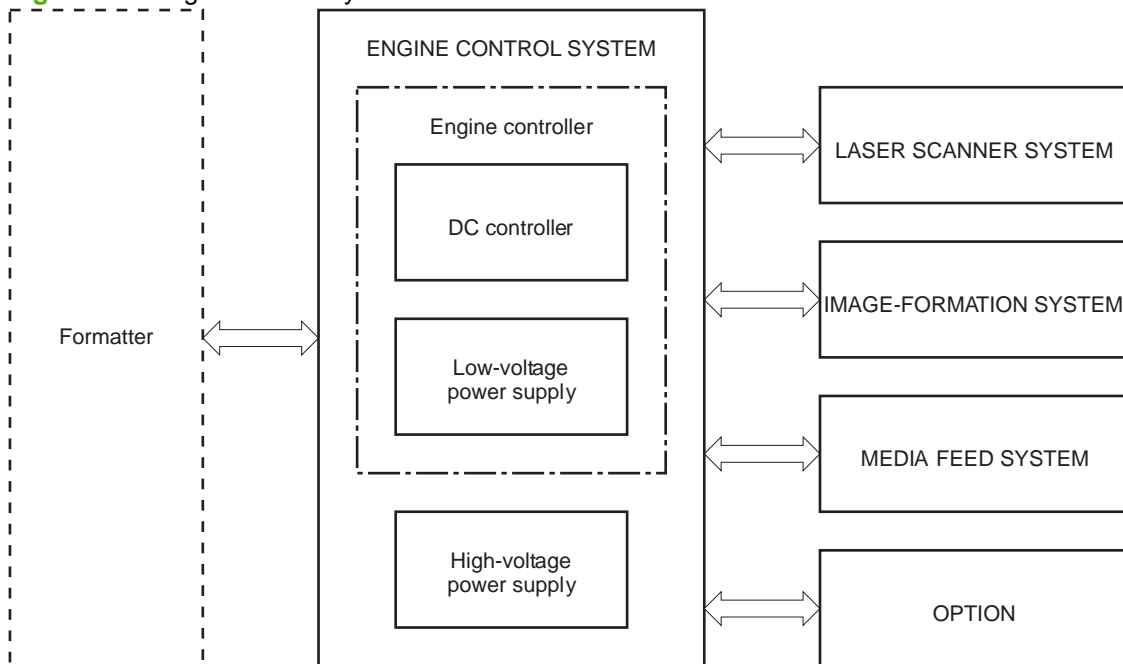 ENGINE CONTROL SYSTEM
Engine controller
DC controller
Low-voltage
power supply
High-voltage
power supply
Formatter
LASER SCANNER SYSTEM
IMAGE-FORMATION SYSTEM
MEDIA FEED SYSTEM
OPTION